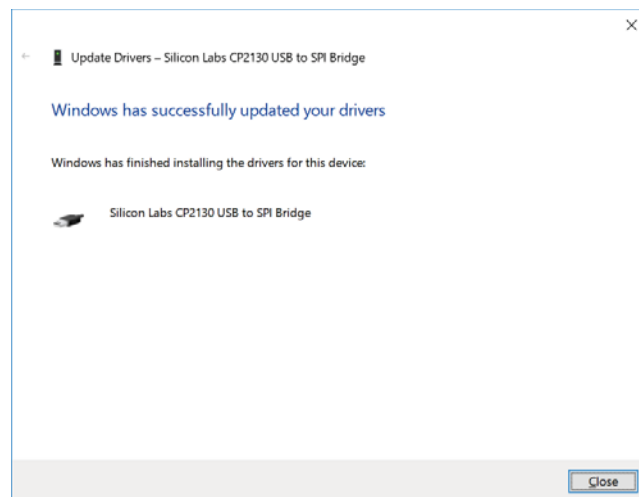 Update Drivers – Silicon Labs CP2130 USB to SPI Bridge
Windows has successfully updated your drivers
Windows has finished installing the drivers for this device:
Silicon Labs CP2130 USB to SPI Bridge
Close